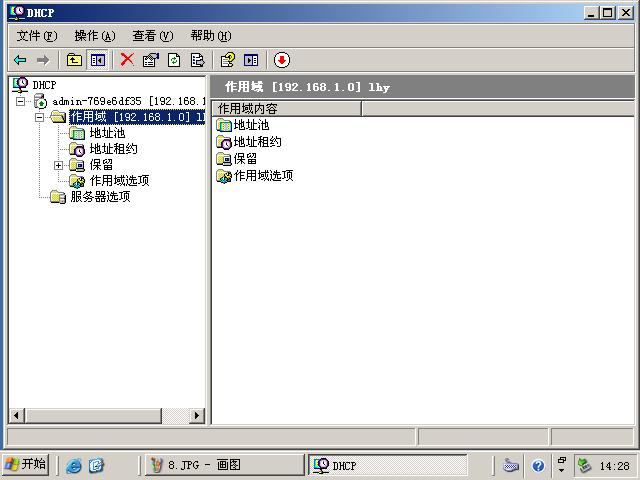 DHCP
文件(F) 操作(A) 查看(V) 帮助(H)
DHCP
admin-769e6df35 [192.168.1
作用域 [192.168.1.0] lh
地址池
地址租约
保留
作用域选项
服务器选项
作用域 [192.168.1.0] lhy
作用域内容
地址池
地址租约
保留
作用域选项
开始
8.JPG - 画图
DHCP
14:28